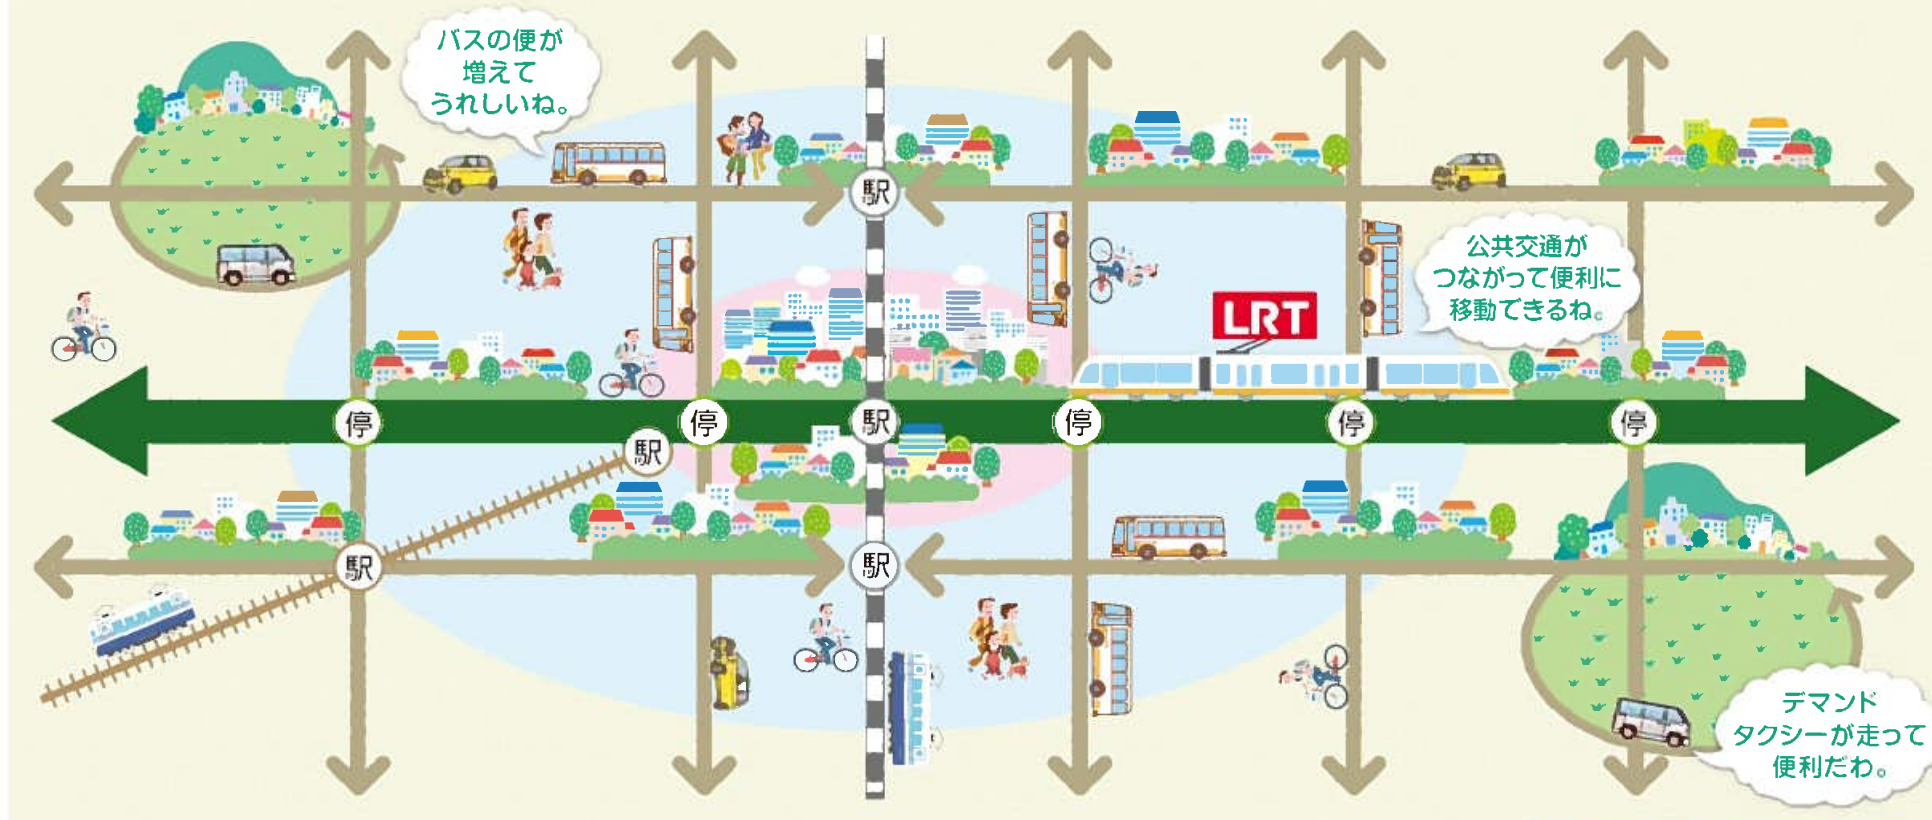 バスの便が
増えて
うれしいね。
駅
公共交通が
つながって便利に
移動できるね。
LRT
停
停
駅
停
停
停
駅
駅
駅
デマンド
タクシーが走って
便利だわ。